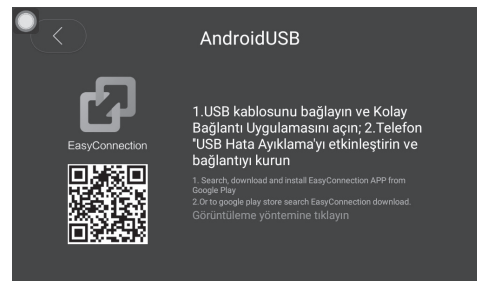 AndroidUSB
EasyConnection
1.USB kablosunu bağlayın ve Kolay
Bağlantı Uygulamasını açın; 2.Telefon
"USB Hata Ayıklama'yı etkinleştirin ve
bağlantıyı kurun
1. Search, download and install EasyConnection APP from
Google Play
2.Or to google play store search EasyConnection download.
Görüntüleme yöntemine tıklayın